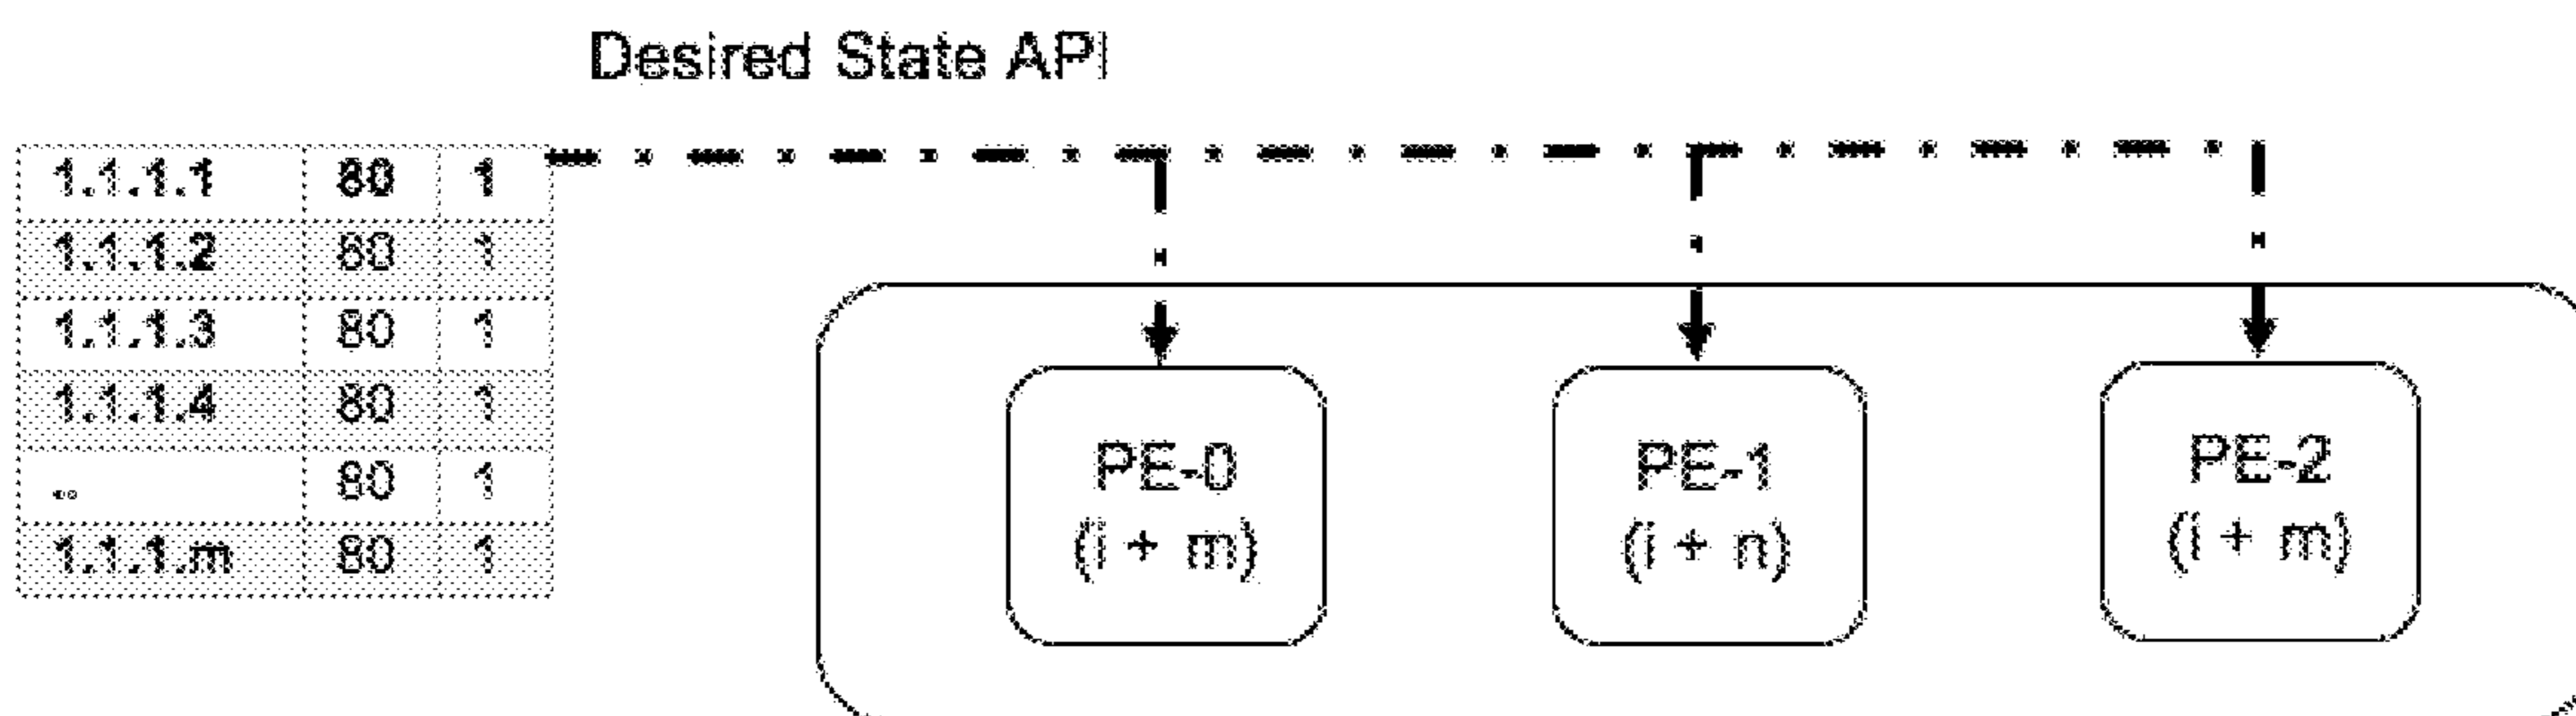 Desired State API
1.1.1.1 80 1
1.1.1.2 80 1
1.1.1.3 80 1
1.1.1.4 80 1
.. 80 1
1.1.1.m 80 1
PE-0
(i + m)
PE-1
(i + n)
PE-2
(i + m)